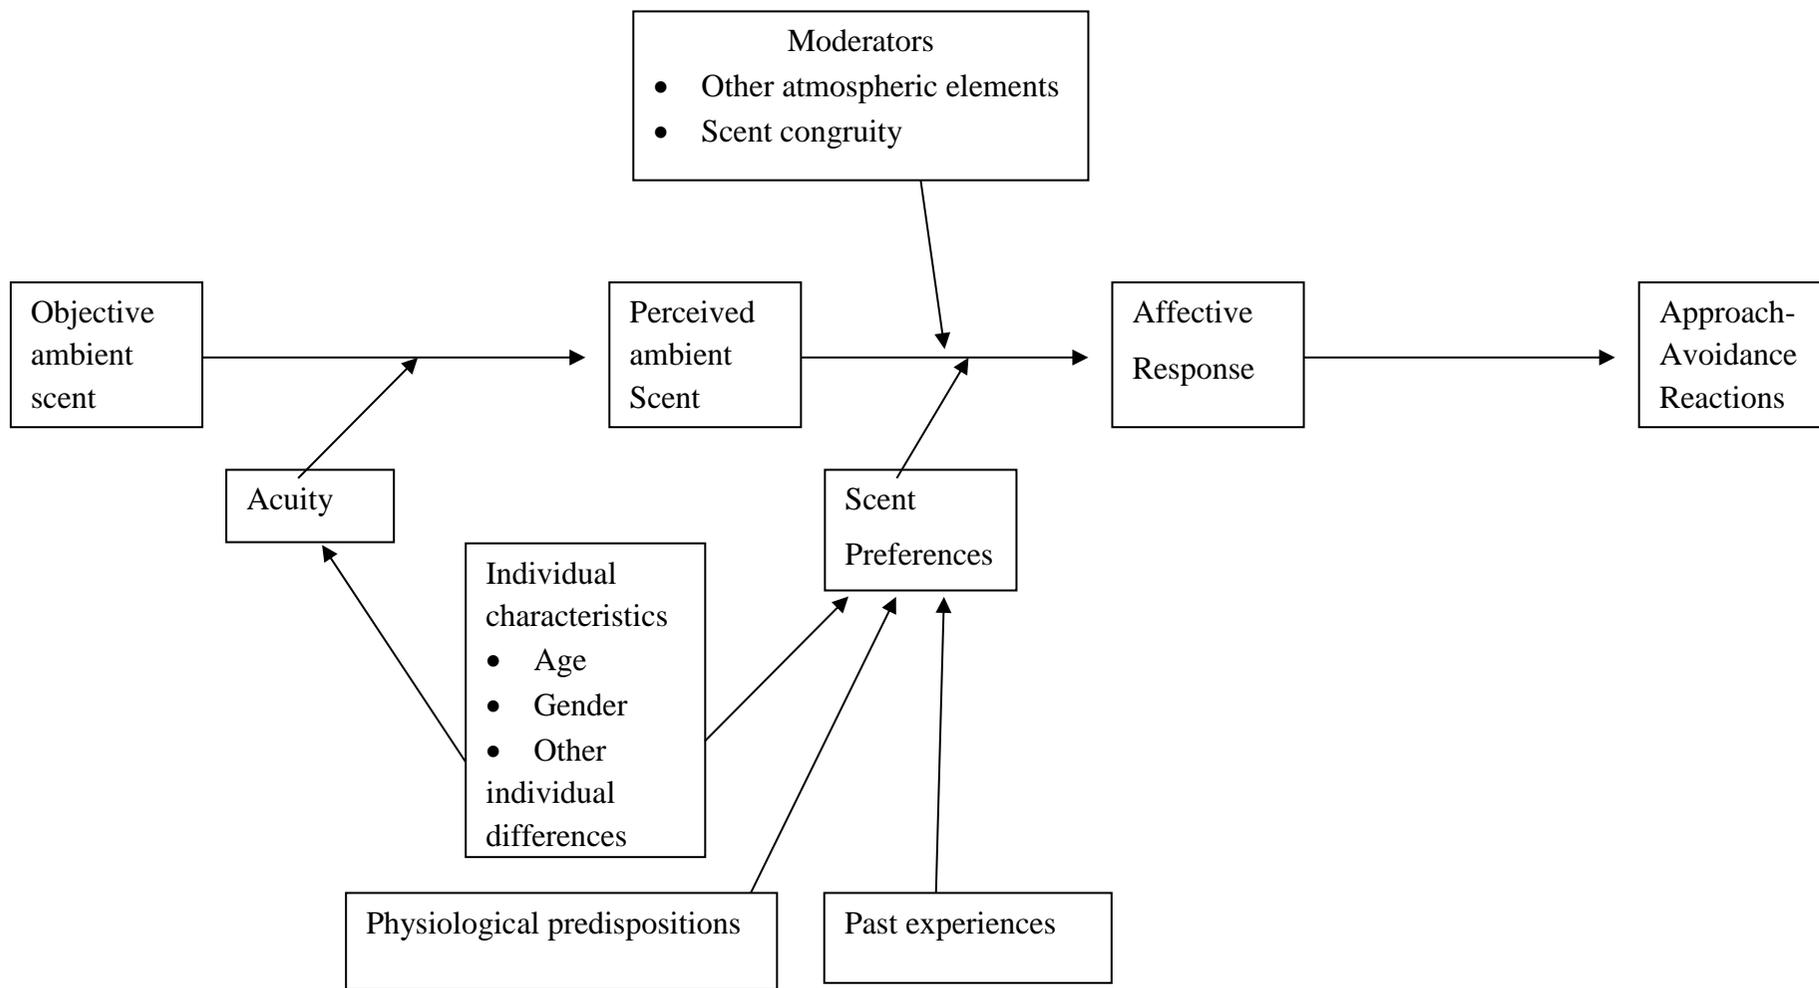 Moderators
• Other atmospheric elements
• Scent congruity
Objective
ambient
scent
Perceived
ambient
Scent
Affective
Response
Approach-
Avoidance
Reactions
Acuity
Scent
Preferences
Individual
characteristics
• Age
• Gender
• Other
individual
differences
Physiological predispositions
Past experiences